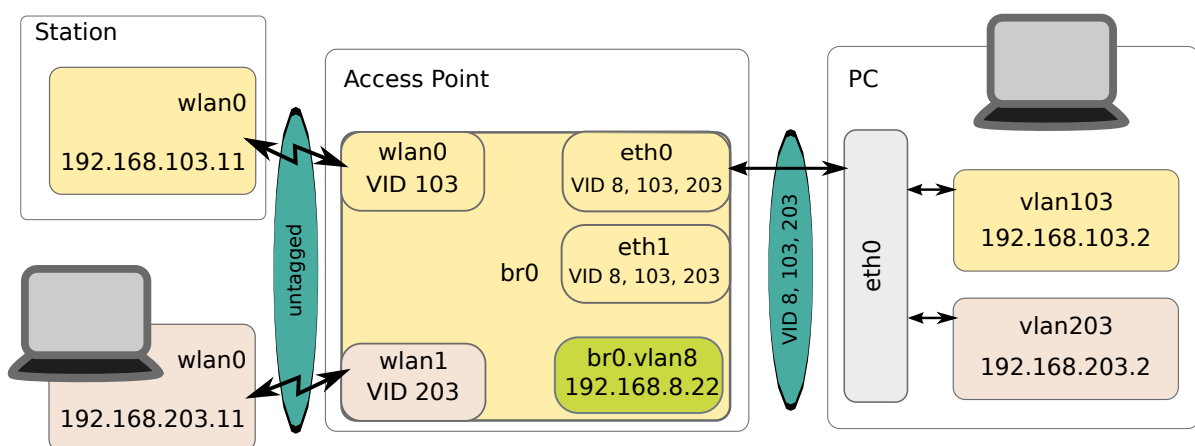 Station
wlan0
192.168.103.11
wlan0
192.168.203.11
untagged
Access Point
wlan0
VID 103
eth0
VID 8, 103, 203
eth1
VID 8, 103, 203
br0
wlan1
VID 203
br0.vlan8
192.168.8.22
VID 8, 103, 203
PC
eth0
vlan103
192.168.103.2
vlan203
192.168.203.2